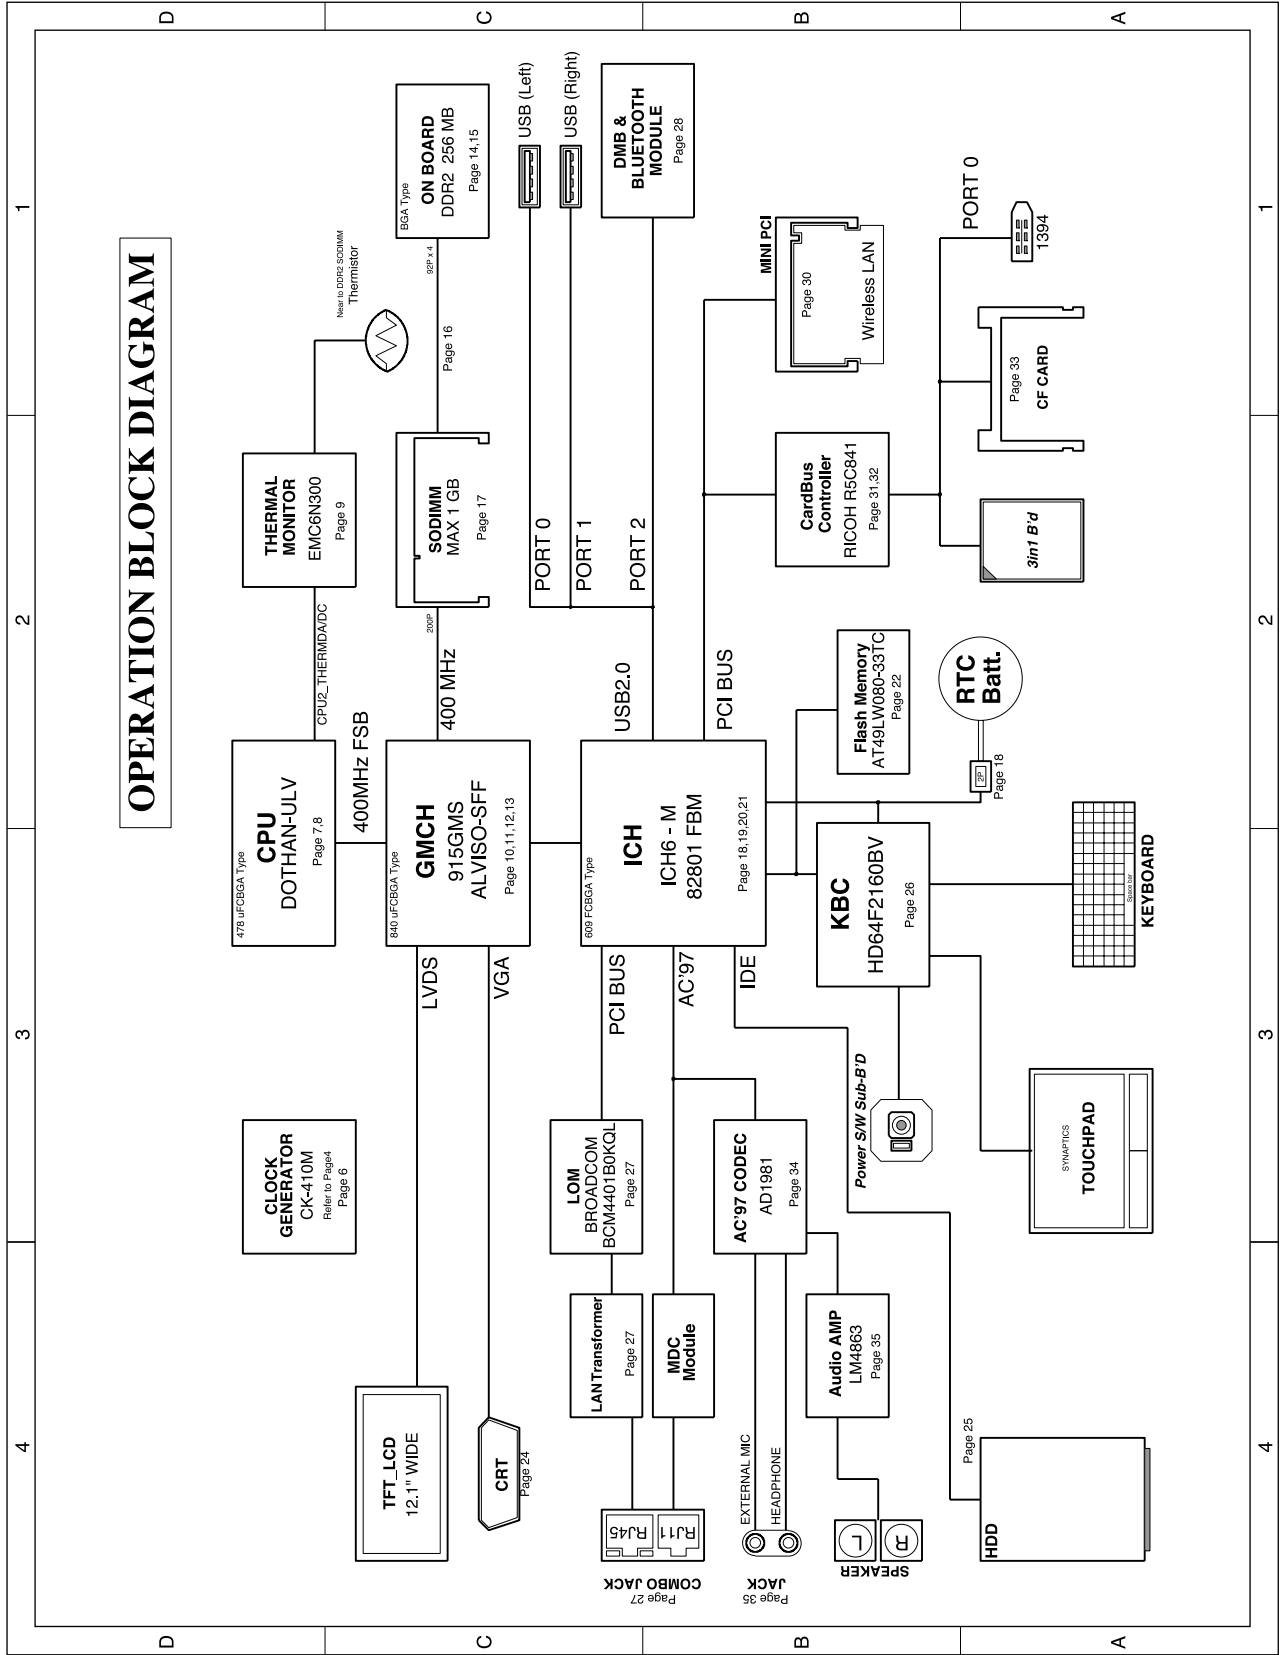 OPERATION BLOCK DIAGRAM
4
3
2
1
D
C
B
A
CLOCK
GENERATOR
CK-410M
Refer to Page4
Page 6
478 uFCBGA Type
CPU
DOTHAN-ULV
Page 7,8
CPU2_THERMDA/DC
THERMAL
MONITOR
EMC6N300
Page 9
Near to DDR2 SODIMM
Thermistor
400MHz FSB
TFT_LCD
12.1" WIDE
LVDS
840 uFCBGA Type
GMCH
915GMS
ALVISO-SFF
Page 10,11,12,13
400 MHz
200P
SODIMM
MAX 1 GB
Page 17
Page 16
92P x 4
BGA Type
ON BOARD
DDR2 256 MB
Page 14,15
CRT
Page 24
VGA
PORT 0
USB (Left)
PORT 1
USB (Right)
COMBO JACK
Page 27
RJ45
RJ11
LAN Transformer
Page 27
LOM
BROADCOM
BCM4401B0KQL
Page 27
PCI BUS
609 FCBGA Type
ICH
ICH6 - M
82801 FBM
Page 18,19,20,21
USB2.0
PORT 2
DMB &
BLUETOOTH
MODULE
Page 28
MDC
Module
AC'97
IDE
PCI BUS
JACK
Page 35
EXTERNAL MIC
HEADPHONE
AC'97 CODEC
AD1981
Page 34
MINI PCI
Page 30
Wireless LAN
CardBus
Controller
RICOH R5C841
Page 31,32
SPEAKER
L
R
Audio AMP
LM4863
Page 35
Power S/W Sub-B'D
KBC
HD64F2160BV
Page 26
Flash Memory
AT49LW080-33TC
Page 22
PORT 0
1394
HDD
Page 25
SYNAPTICS
TOUCHPAD
Space bar
KEYBOARD
2P
Page 18
RTC
Batt.
3in1 B'd
Page 33
CF CARD
4
3
2
1
D
C
B
A